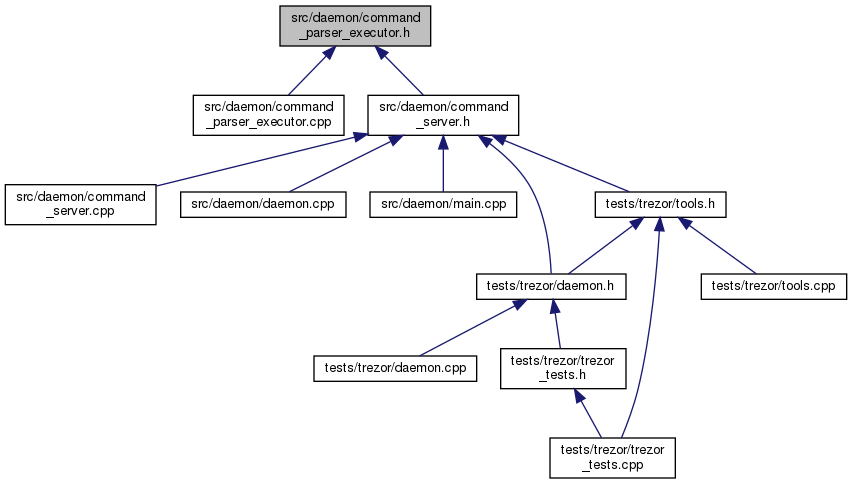 src/daemon/command
_parser_executor.h
src/daemon/command
_parser_executor.cpp
src/daemon/command
_server.h
src/daemon/command
_server.cpp
src/daemon/daemon.cpp
src/daemon/main.cpp
tests/trezor/tools.h
tests/trezor/daemon.h
tests/trezor/tools.cpp
tests/trezor/daemon.cpp
tests/trezor/trezor
_tests.h
tests/trezor/trezor
_tests.cpp